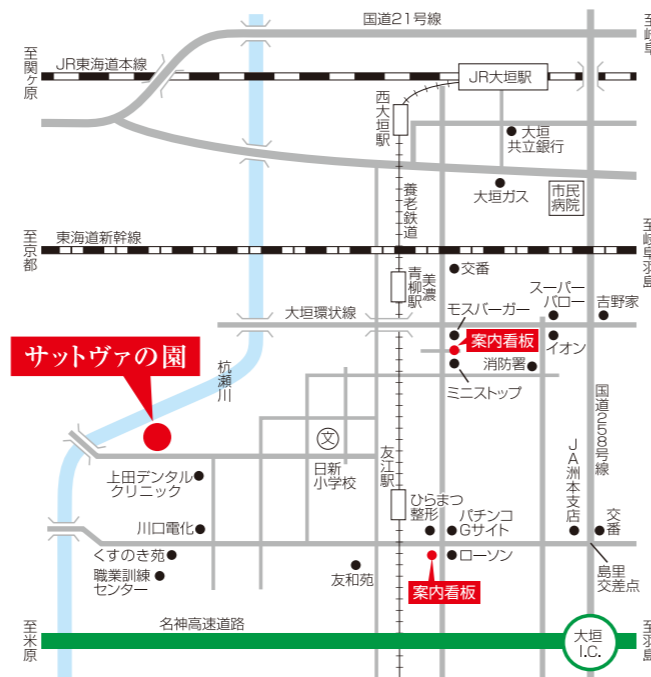 国道21号線
至岐阜
至関ヶ原
JR東海道本線
JR大垣駅
西大垣駅
大垣
共立銀行
養老鉄道
大垣ガス
市民
病院
至京都
東海道新幹線
至岐阜羽島
美濃
青柳駅
交番
スーパー
バロー
吉野家
大垣環状線
モスバーガー
案内看板
イオン
消防署
ミニストップ
サットヴァの園
杭瀬川
国道258号線
文
日新
小学校
友江駅
上田デンタル
クリニック
JA洲本支店
ひらまつ
整形
パチンコ
Gサイト
交番
川口電化
くすのき苑
職業訓練
センター
友和苑
ローソン
案内看板
島里
交差点
至米原
名神高速道路
大垣
I.C.
至羽島